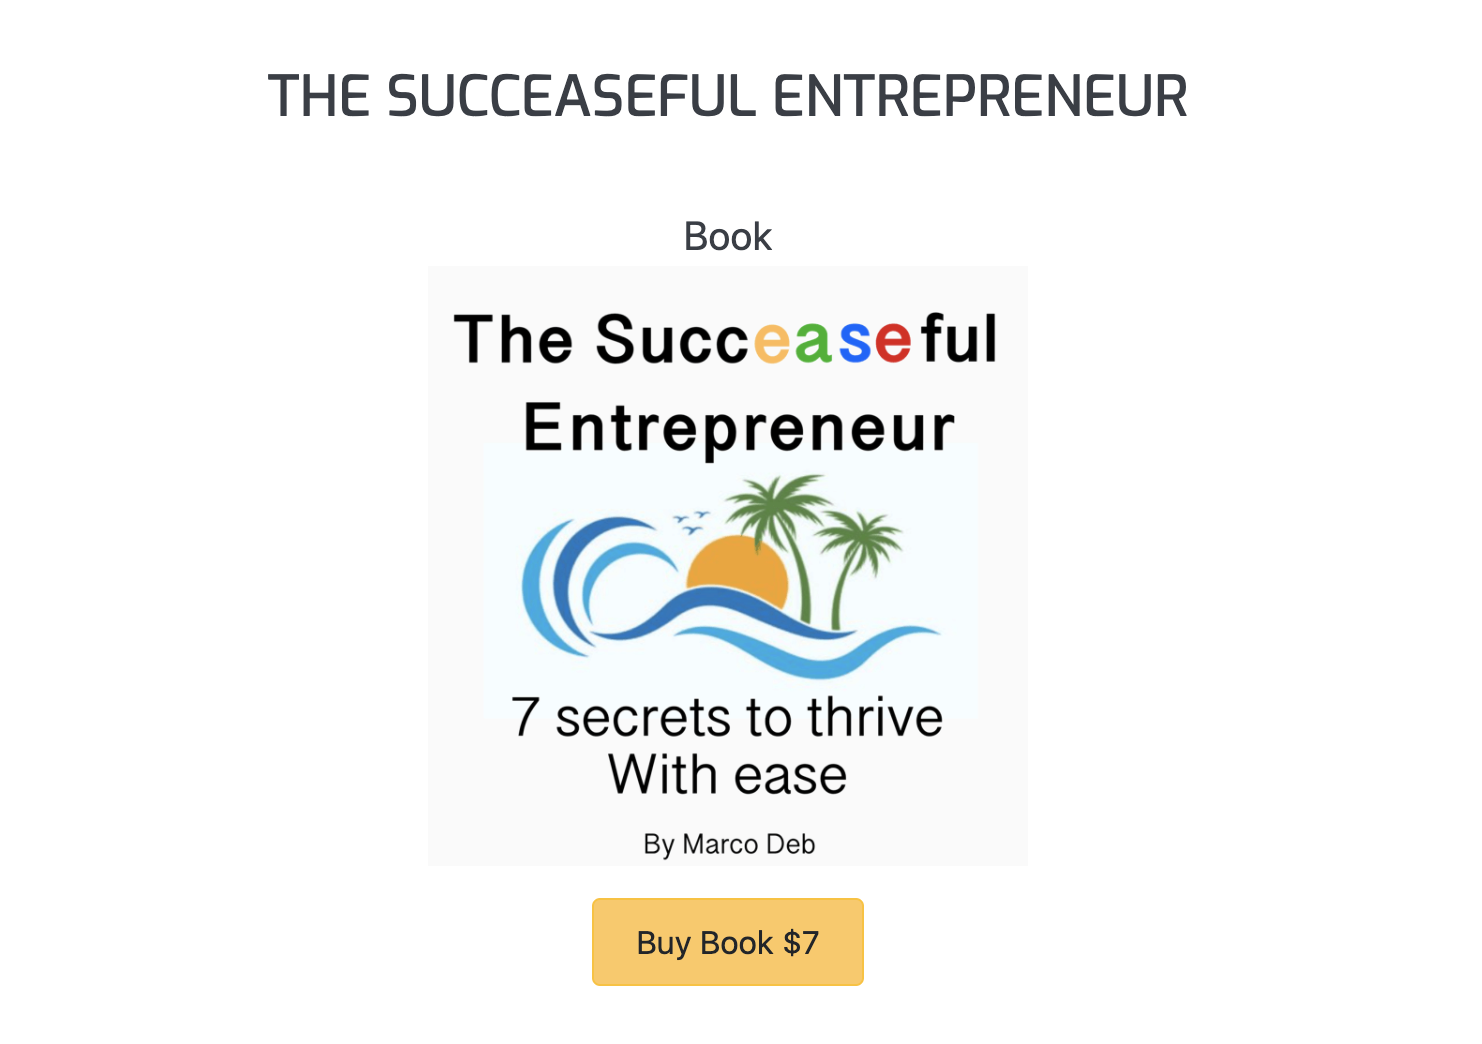 THE SUCCEASEFUL ENTREPRENEUR
Book
The Succeaseful
Entrepreneur
7 secrets to thrive
With ease
By Marco Deb
Buy Book $7